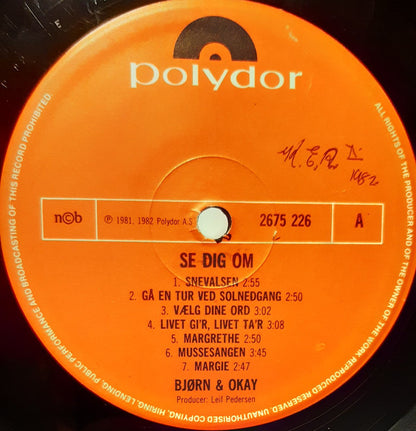 polydor
n©b
℗ 1981, 1982 Polydor A.S.
2675 226
A
SE DIG OM
1. SNEVALSEN 2:55
2. GÅ EN TUR VED SOLNEDGANG 2:50
3. VÆLG DINE ORD 3:02
4. LIVET GI'R, LIVET TA'R 3:08
5. MARGRETHE 2:50
6. MUSSESANGEN 3:45
7. MARGIE 2:42
BJØRN & OKAY
Producer: Leif Pedersen
ALL RIGHTS OF THE PRODUCER AND OF THE OWNER OF THE WORK REPRODUCED RESERVED. UNAUTHORISED COPYING, HIRING, LENDING, PUBLIC PERFORMANCE AND BROADCASTING OF THIS RECORD PROHIBITED.
1982